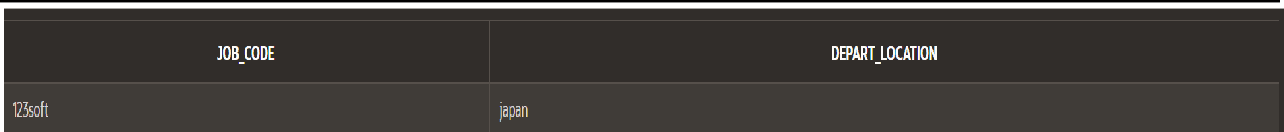 JOB_CODE DEPART_LOCATION
123soft japan